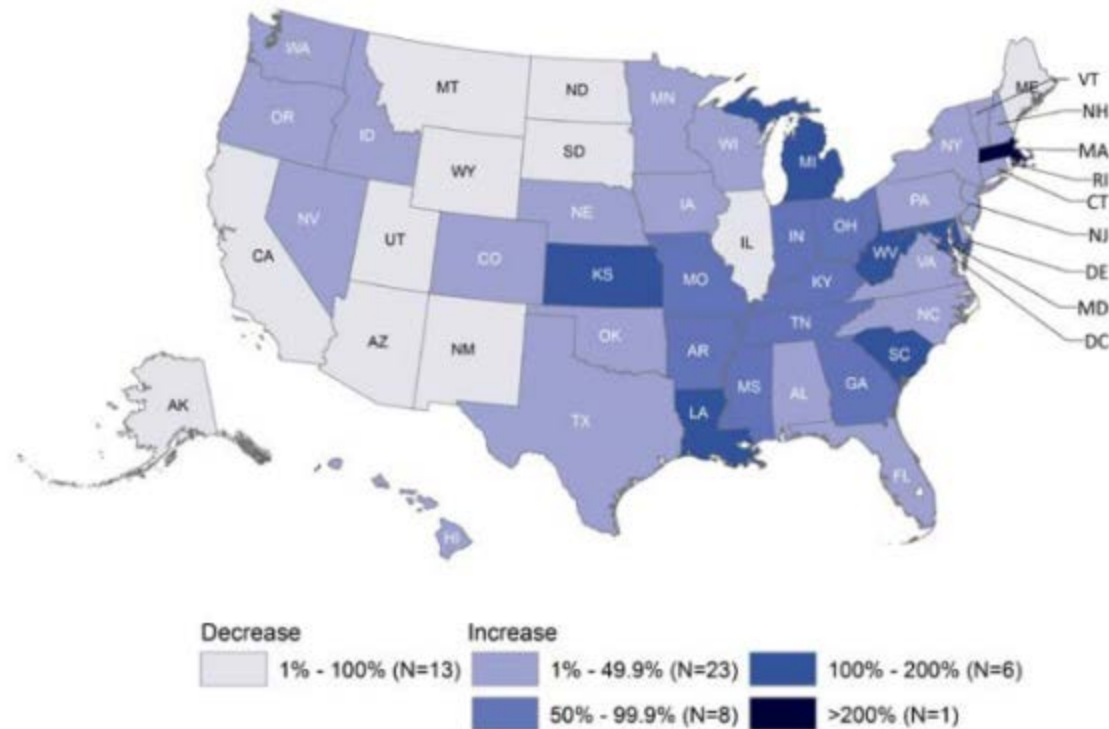 WA
MT
ND
MN
VT
ME
NH
OR
ID
SD
WI
NY
MA
WY
MI
RI
CT
NE
IA
PA
NJ
NV
UT
CO
IL
IN
OH
WV
VA
DE
CA
KS
MO
KY
MD
AZ
NM
OK
AR
TN
NC
DC
SC
MS
AL
GA
LA
TX
AK
FL
HI
Decrease
Increase
1% - 100% (N=13)
1% - 49.9% (N=23)
100% - 200% (N=6)
50% - 99.9% (N=8)
>200% (N=1)